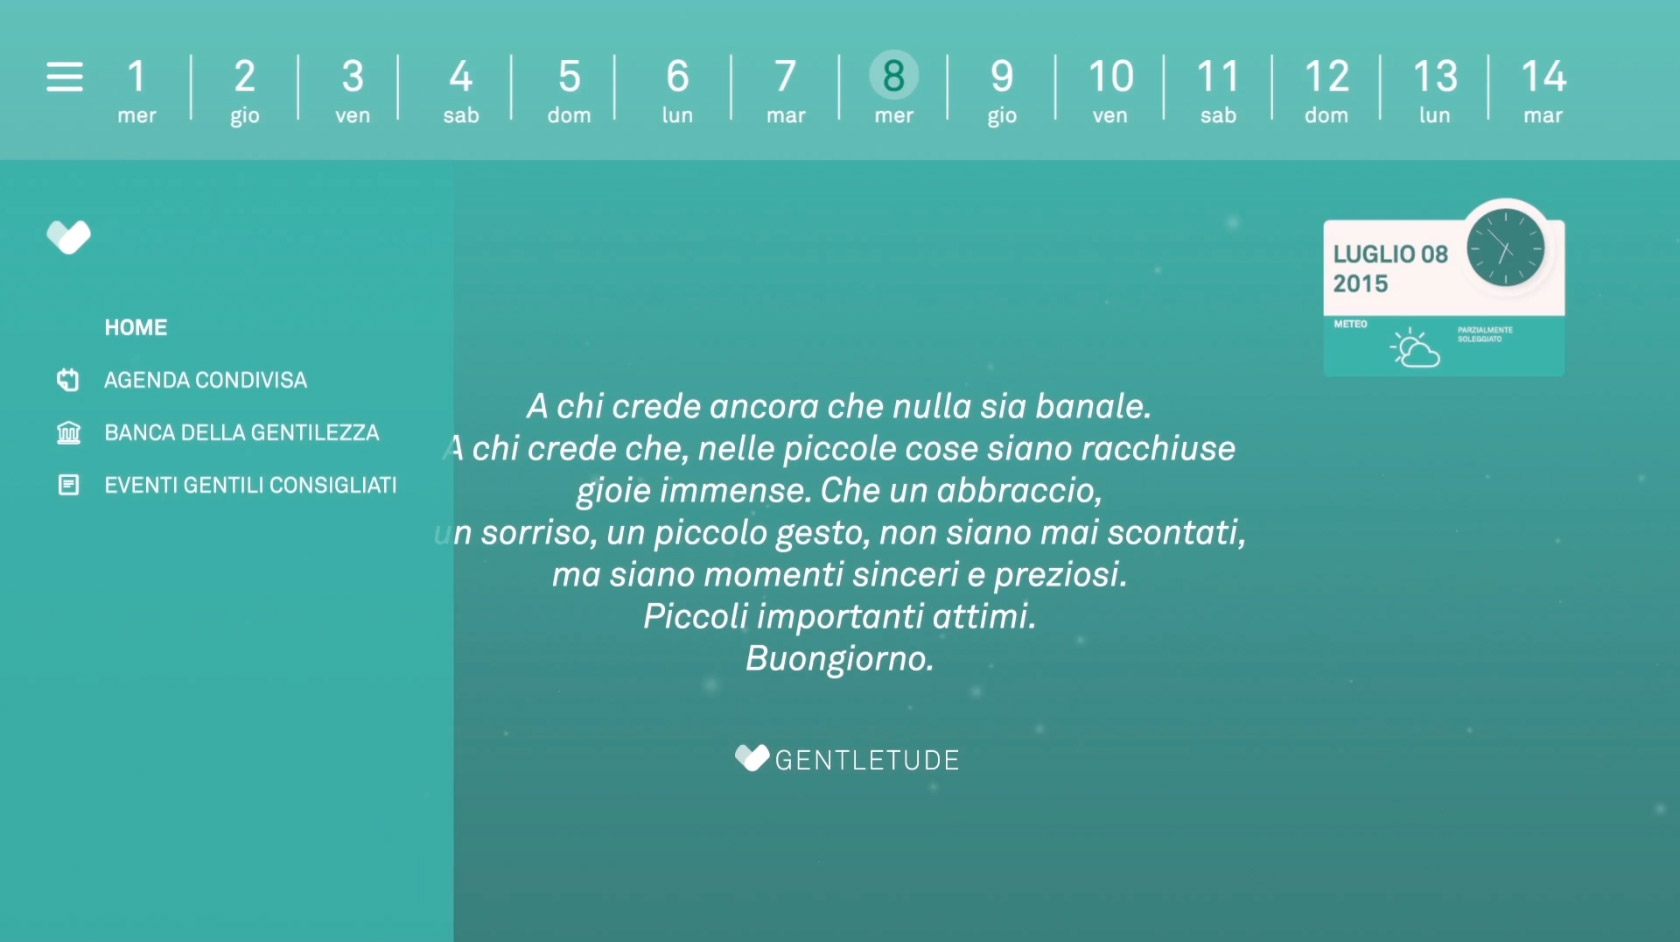 1 2 3 4 5 6 7 8 9 10 11 12 13 14
mer gio ven sab dom lun mar mer gio ven sab dom lun mar
LUGLIO 08
2015
METEO
PARZIALMENTE
SOLEGGIATO
HOME
AGENDA CONDIVISA
BANCA DELLA GENTILEZZA
EVENTI GENTILI CONSIGLIATI
A chi crede ancora che nulla sia banale.
A chi crede che, nelle piccole cose siano racchiuse
gioie immense. Che un abbraccio,
un sorriso, un piccolo gesto, non siano mai scontati,
ma siano momenti sinceri e preziosi.
Piccoli importanti attimi.
Buongiorno.
GENTLETUDE